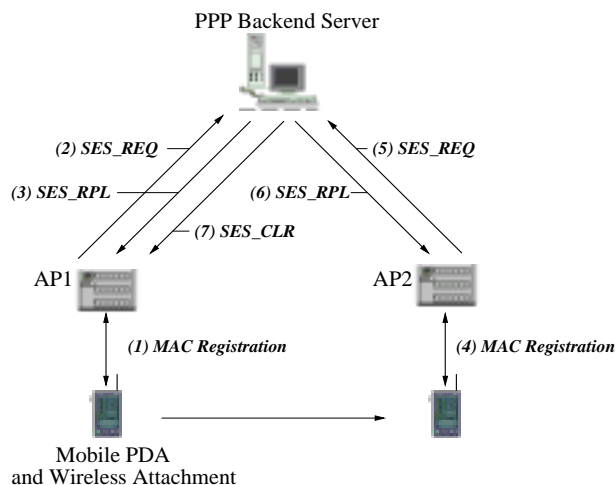 PPP Backend Server
(2) SES_REQ
(5) SES_REQ
(3) SES_RPL
(6) SES_RPL
(7) SES_CLR
AP1
AP2
(1) MAC Registration
(4) MAC Registration
Mobile PDA
and Wireless Attachment